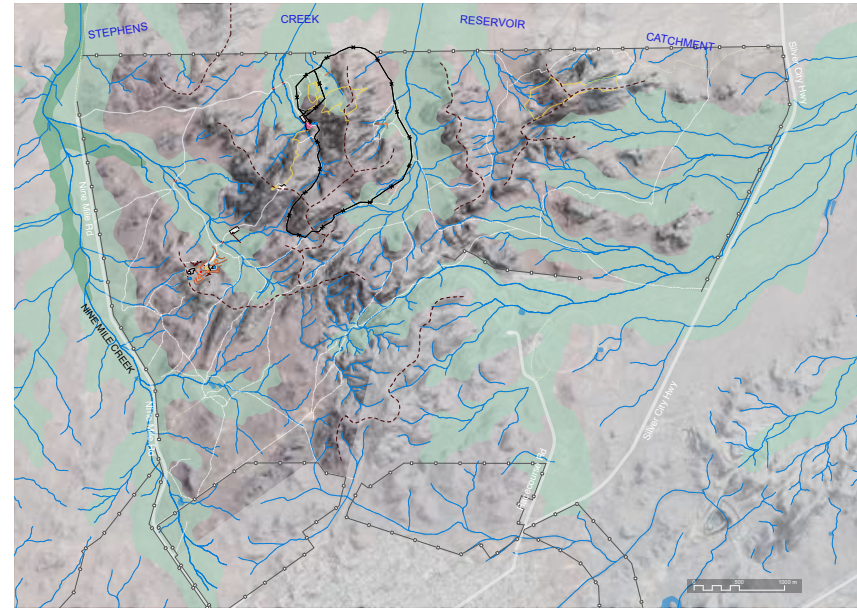 STEPHENS
CREEK
RESERVOIR
CATCHMENT
Silver City Hwy
Nine Mile Rd
NINE MILE CREEK
Silver City Hwy
Rd
0 500 1000 m